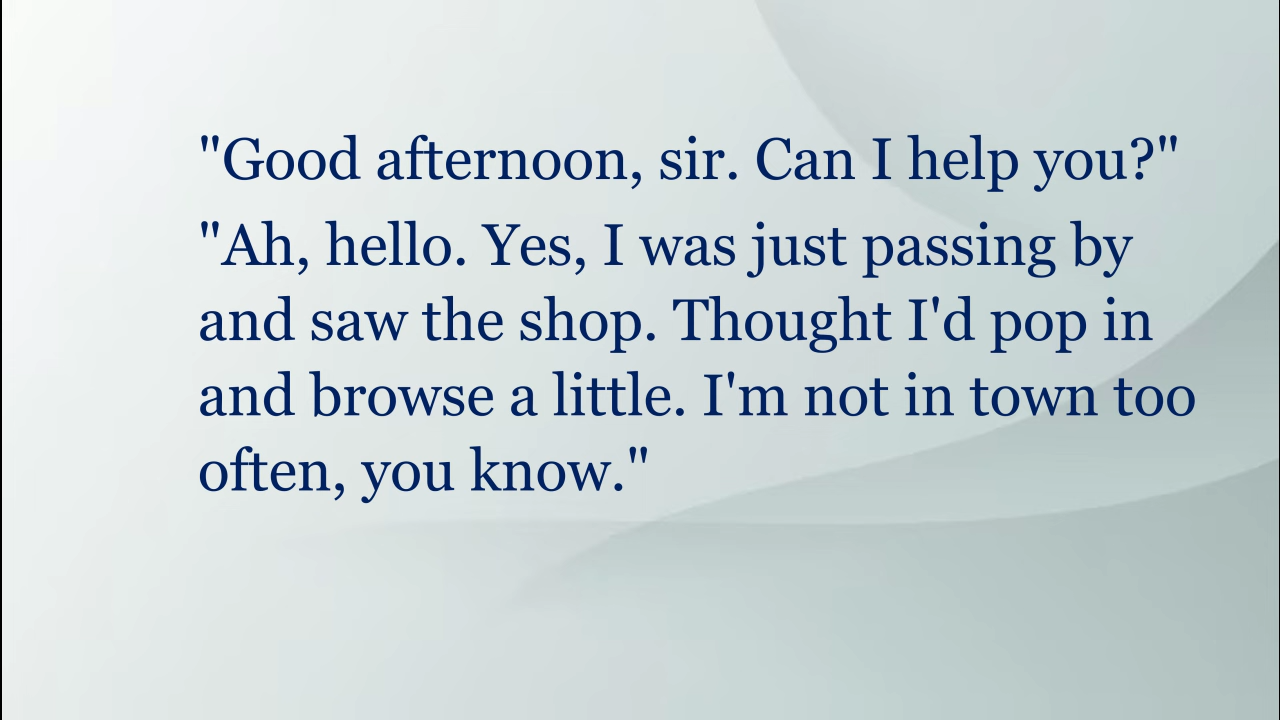 "Good afternoon, sir. Can I help you?"
"Ah, hello. Yes, I was just passing by
and saw the shop. Thought I'd pop in
and browse a little. I'm not in town too
often, you know."